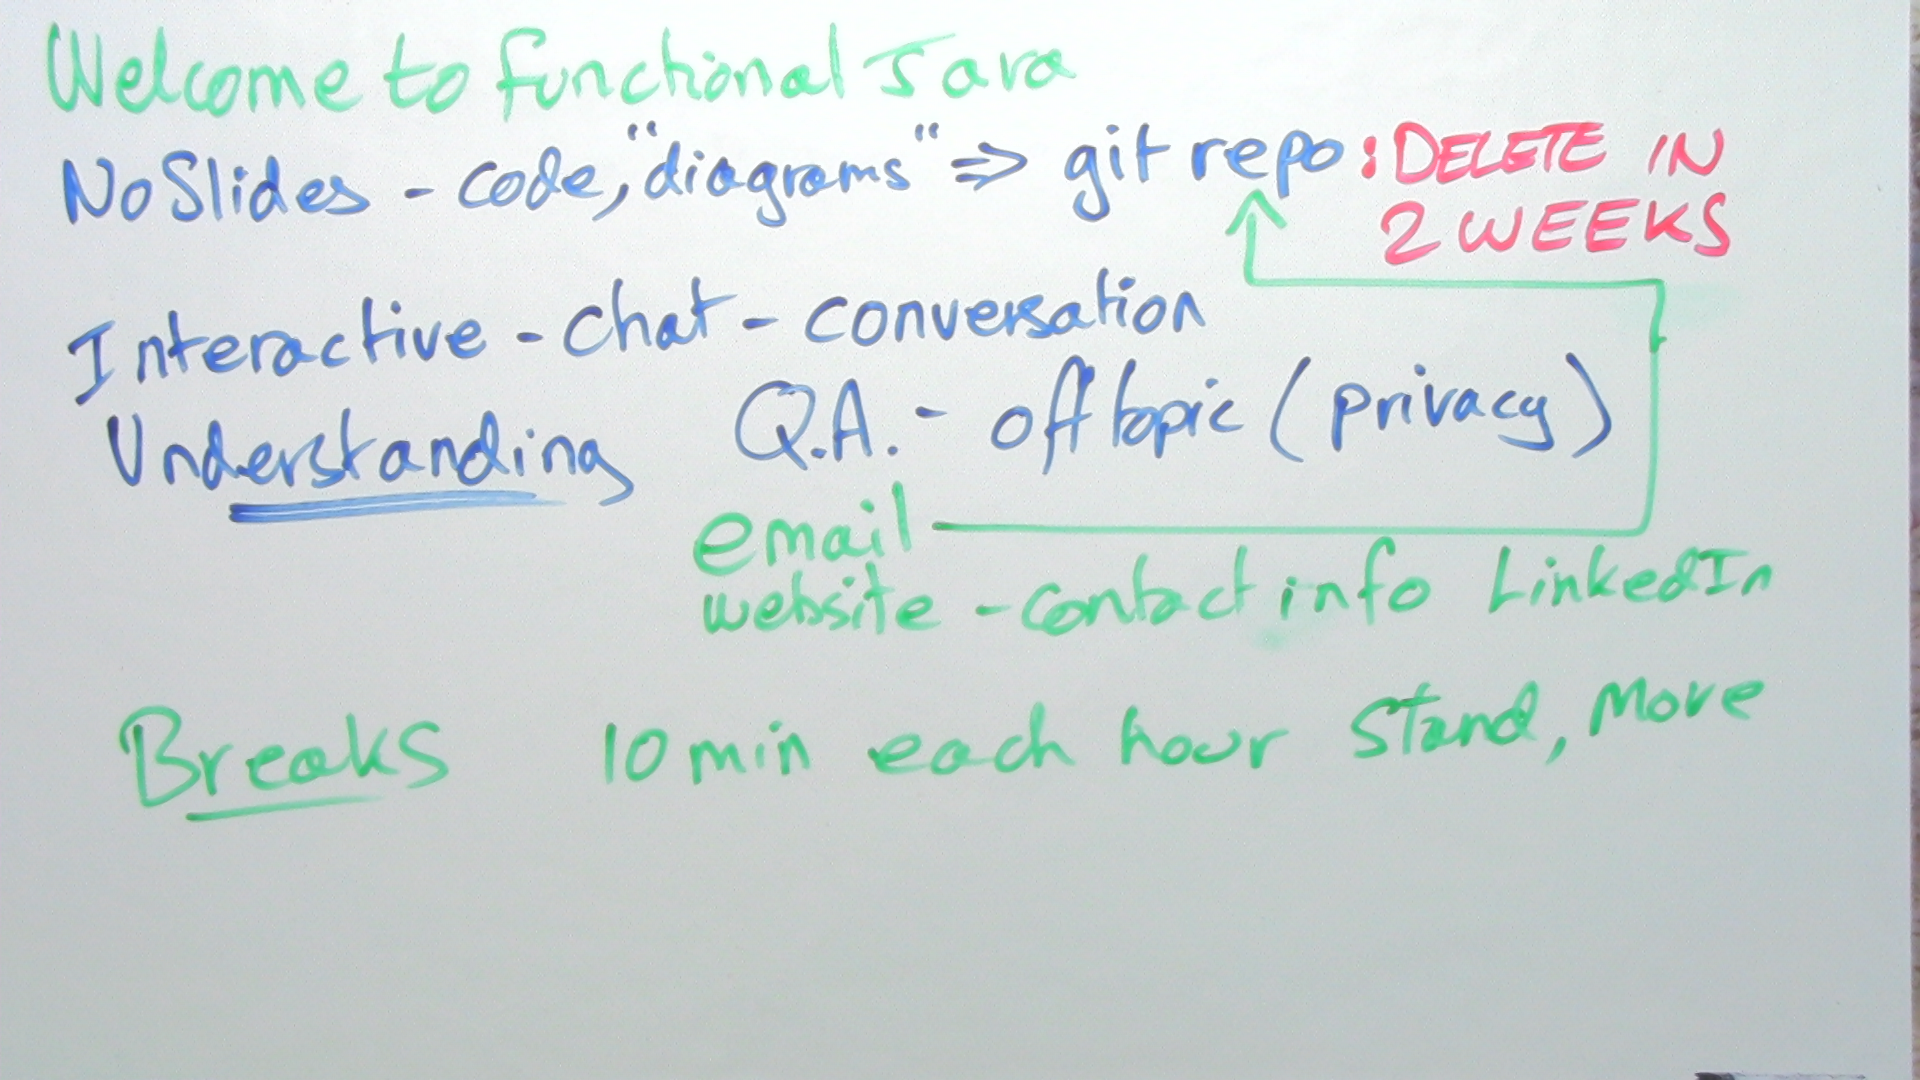 Welcome to functional Java
No Slides - code, "diagrams" => git repo : DELETE IN
2 WEEKS
Interactive - chat - conversation
Understanding Q.A. - off topic (privacy)
email
website - contact info LinkedIn
Breaks 10 min each hour Stand, Move